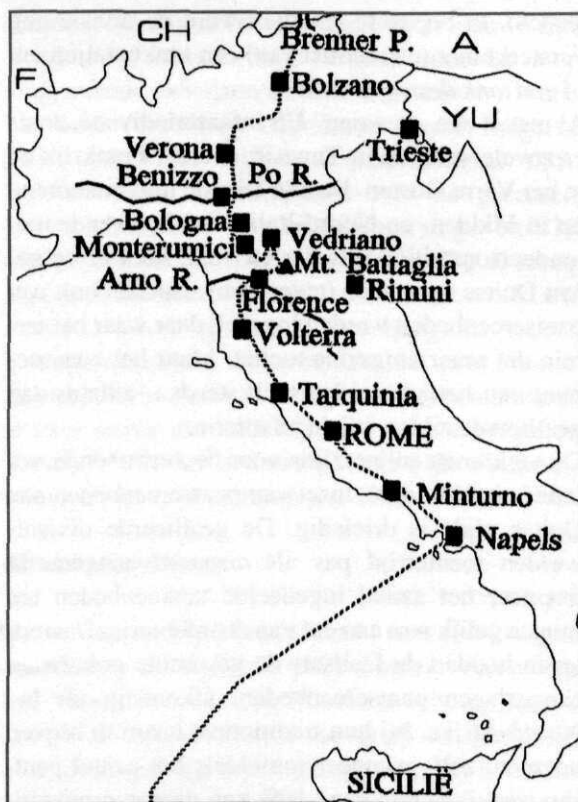 CH
Brenner P.
A
F
Bolzano
Y
Trieste
Verona
Benizzo
Po R.
Bologna
Vedriano
Monterumici
Mt. Battaglia
Arno R.
Rimini
Florence
Volterra
Tarquinia
ROME
Minturno
Napels
SICILIË